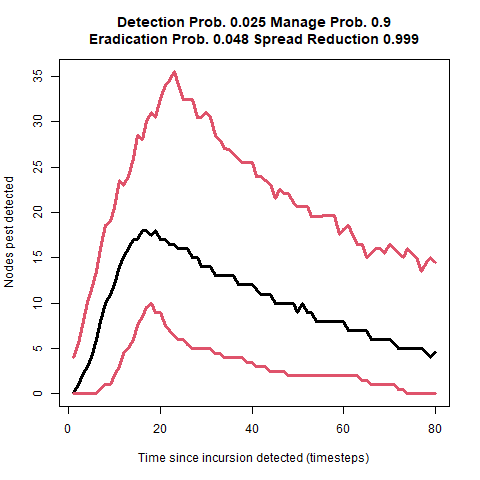 Detection Prob. 0.025 Manage Prob. 0.9
Eradication Prob. 0.048 Spread Reduction 0.999
Nodes pest detected
35
30
25
20
15
10
5
0
0 20 40 60 80
Time since incursion detected (timesteps)